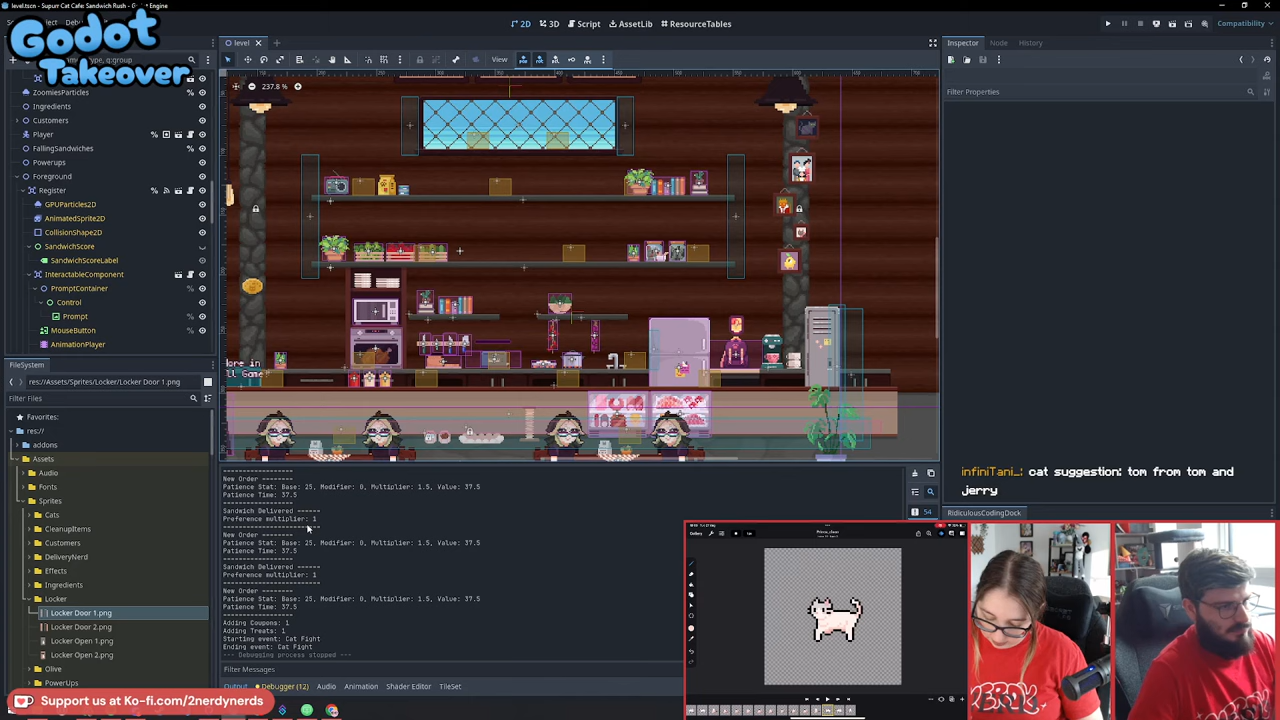 level.tscn - Supurr Cat Cafe: Sandwich Rush - Godot Engine
Godot
Takeover
2D
3D
Script
AssetLib
ResourceTables
Compatibility
level
View
237.8 %
ZoomiesParticles
Ingredients
Customers
Player
FallingSandwiches
Powerups
Foreground
Register
GPUParticles2D
AnimatedSprite2D
CollisionShape2D
SandwichScore
SandwichScoreLabel
InteractableComponent
PromptContainer
Control
Prompt
MouseButton
AnimationPlayer
FileSystem
res://Assets/Sprites/Locker/Locker Door 1.png
Filter Files
Favorites:
res://
addons
Assets
Audio
Fonts
Sprites
Cats
CleanupItems
Customers
DeliveryNerd
Effects
Ingredients
Locker
Locker Door 1.png
Locker Door 2.png
Locker Open 1.png
Locker Open 2.png
Olive
PowerUps
Support us at Ko-fi.com/2nerdynerds
New Order --------
Patience Stat: Base: 25, Modifier: 0, Multiplier: 1.5, Value: 37.5
Patience Time: 37.5
Sandwich Delivered ------
Preference multiplier: 1
New Order --------
Patience Stat: Base: 25, Modifier: 0, Multiplier: 1.5, Value: 37.5
Patience Time: 37.5
Sandwich Delivered ------
Preference multiplier: 1
New Order --------
Patience Stat: Base: 25, Modifier: 0, Multiplier: 1.5, Value: 37.5
Patience Time: 37.5
Adding Coupons: 1
Adding Treats: 1
Starting event: Cat Fight
Ending event: Cat Fight
--- Debugging process stopped ---
Filter Messages
Output
Debugger (12)
Audio
Animation
Shader Editor
TileSet
54
Inspector
Node
History
Filter Properties
infiniTani_: cat suggestion: tom from tom and
jerry
RidiculousCodingDock
Gallery
NERDY